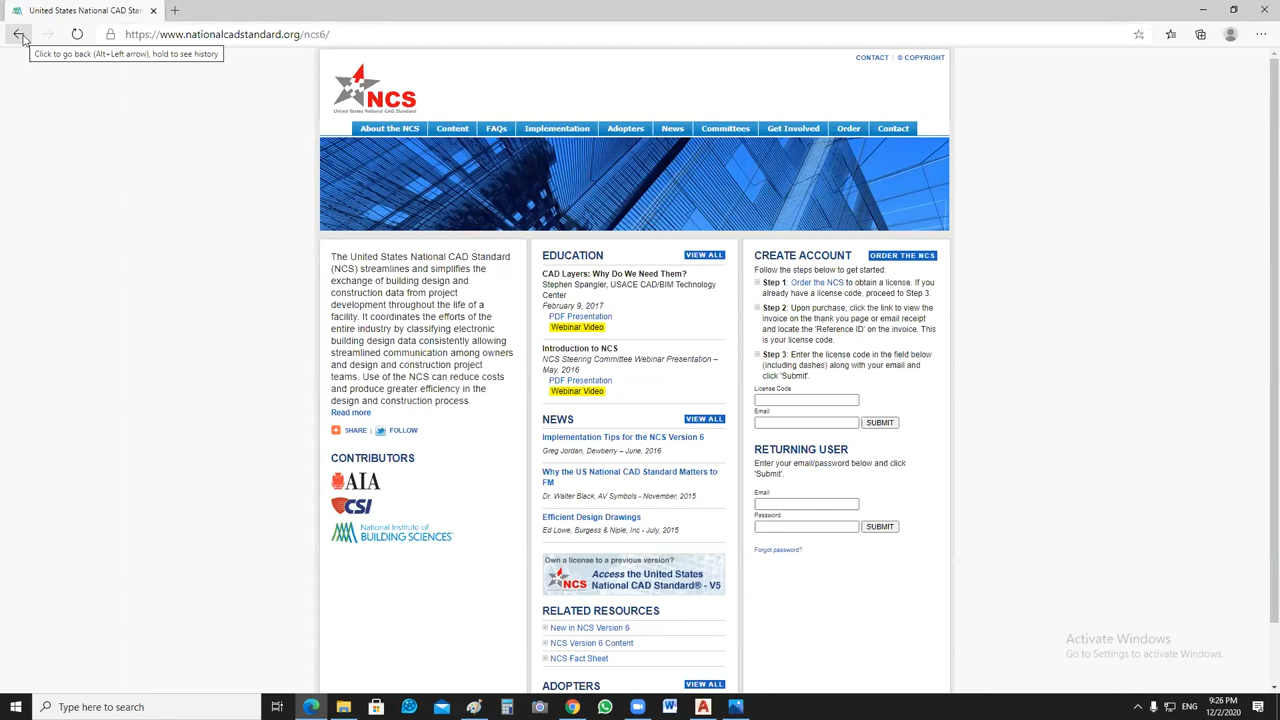 United States National CAD Star
https://www.nationalcadstandard.org/ncs6/
Click to go back (Alt+Left arrow), hold to see history
CONTACT | © COPYRIGHT
NCS
United States National CAD Standard
About the NCS
Content
FAQs
Implementation
Adopters
News
Committees
Get Involved
Order
Contact
The United States National CAD Standard
(NCS) streamlines and simplifies the
exchange of building design and
construction data from project
development throughout the life of a
facility. It coordinates the efforts of the
entire industry by classifying electronic
building design data consistently allowing
streamlined communication among owners
and design and construction project
teams. Use of the NCS can reduce costs
and produce greater efficiency in the
design and construction process.
Read more
SHARE | FOLLOW
CONTRIBUTORS
AIA
CSI
National Institute of
BUILDING SCIENCES
EDUCATION
VIEW ALL
CAD Layers: Why Do We Need Them?
Stephen Spangler, USACE CAD/BIM Technology
Center
February 9, 2017
PDF Presentation
Webinar Video
Introduction to NCS
NCS Steering Committee Webinar Presentation –
May, 2016
PDF Presentation
Webinar Video
NEWS
VIEW ALL
Implementation Tips for the NCS Version 6
Greg Jordan, Dewberry – June, 2016
Why the US National CAD Standard Matters to
FM
Dr. Walter Black, AV Symbols - November, 2015
Efficient Design Drawings
Ed Lowe, Burgess & Niple, Inc - July, 2015
Own a license to a previous version?
NCS
Access the United States
National CAD Standard® - V5
RELATED RESOURCES
New in NCS Version 6
NCS Version 6 Content
NCS Fact Sheet
ADOPTERS
VIEW ALL
CREATE ACCOUNT
ORDER THE NCS
Follow the steps below to get started:
Step 1: Order the NCS to obtain a license. If you
already have a license code, proceed to Step 3.
Step 2: Upon purchase, click the link to view the
invoice on the thank you page or email receipt
and locate the 'Reference ID' on the invoice. This
is your license code.
Step 3: Enter the license code in the field below
(including dashes) along with your email and
click 'Submit'.
License Code
Email
SUBMIT
RETURNING USER
Enter your email/password below and click
'Submit'.
Email
Password
SUBMIT
Forgot password?
Activate Windows
Go to Settings to activate Windows.
Type here to search
ENG
9:26 PM
12/2/2020